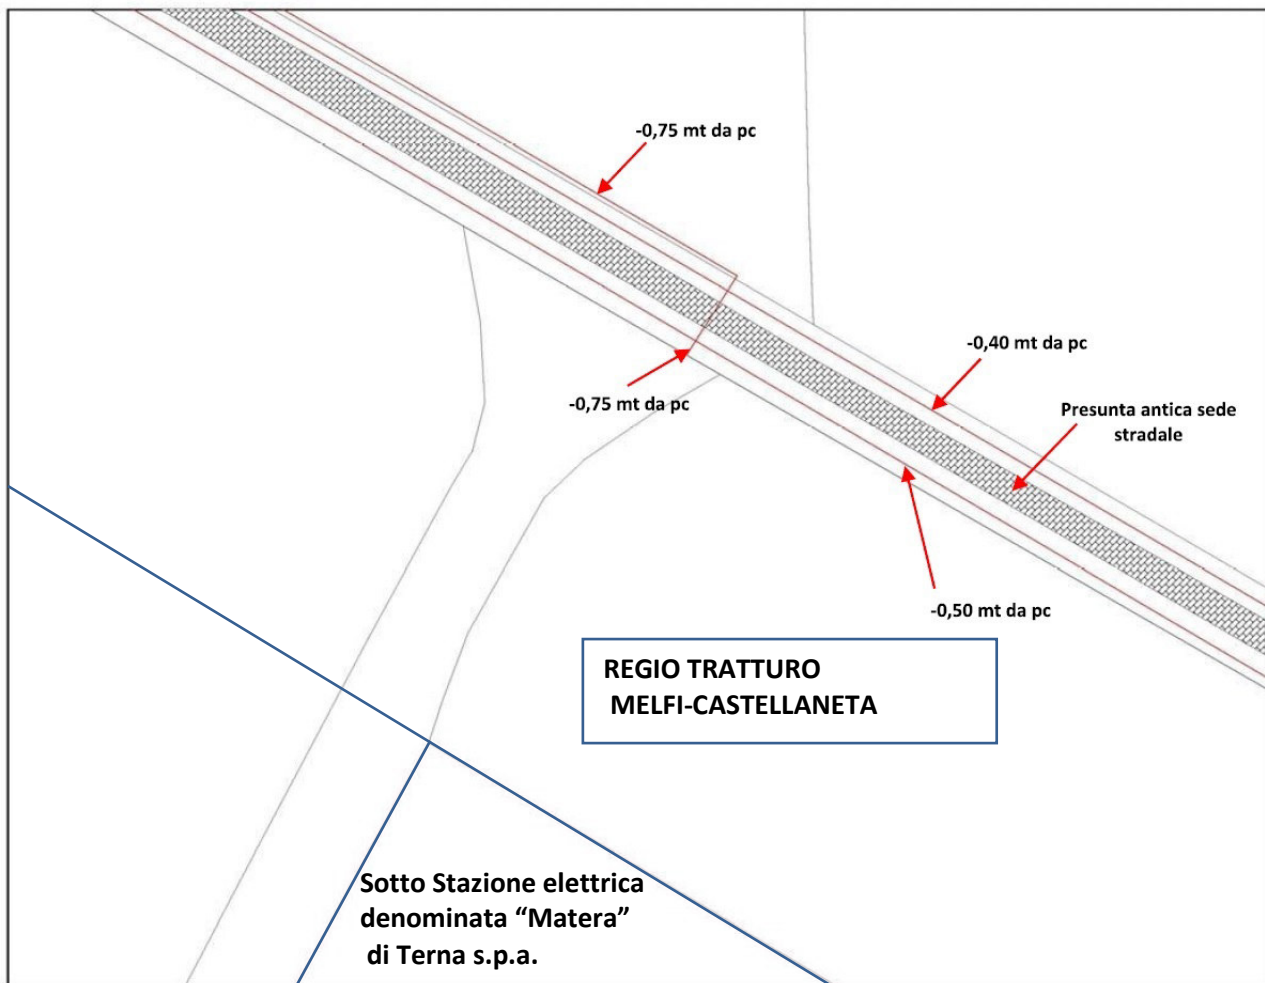 -0,75 mt da pc
-0,40 mt da pc
-0,75 mt da pc
Presunta antica sede
stradale
-0,50 mt da pc
REGIO TRATTURO
MELFI-CASTELLANETA
Sotto Stazione elettrica
denominata “Matera”
di Terna s.p.a.